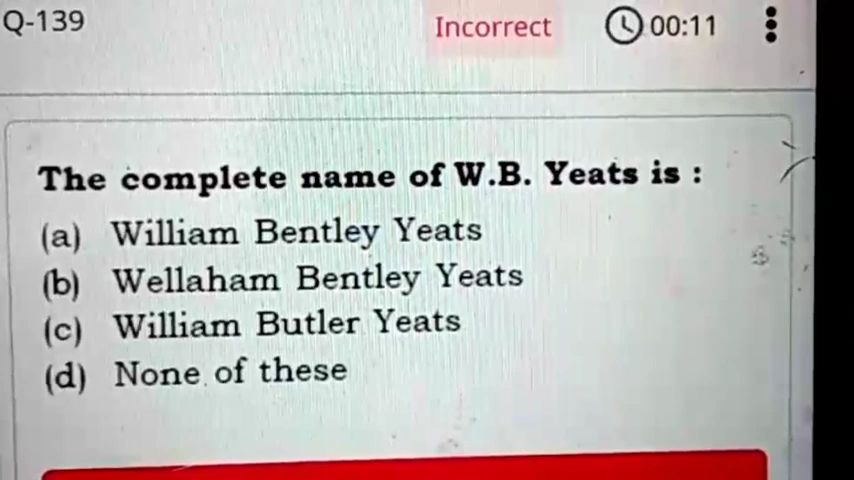 Q-139 Incorrect 00:11
The complete name of W.B. Yeats is :
(a) William Bentley Yeats
(b) Wellaham Bentley Yeats
(c) William Butler Yeats
(d) None of these